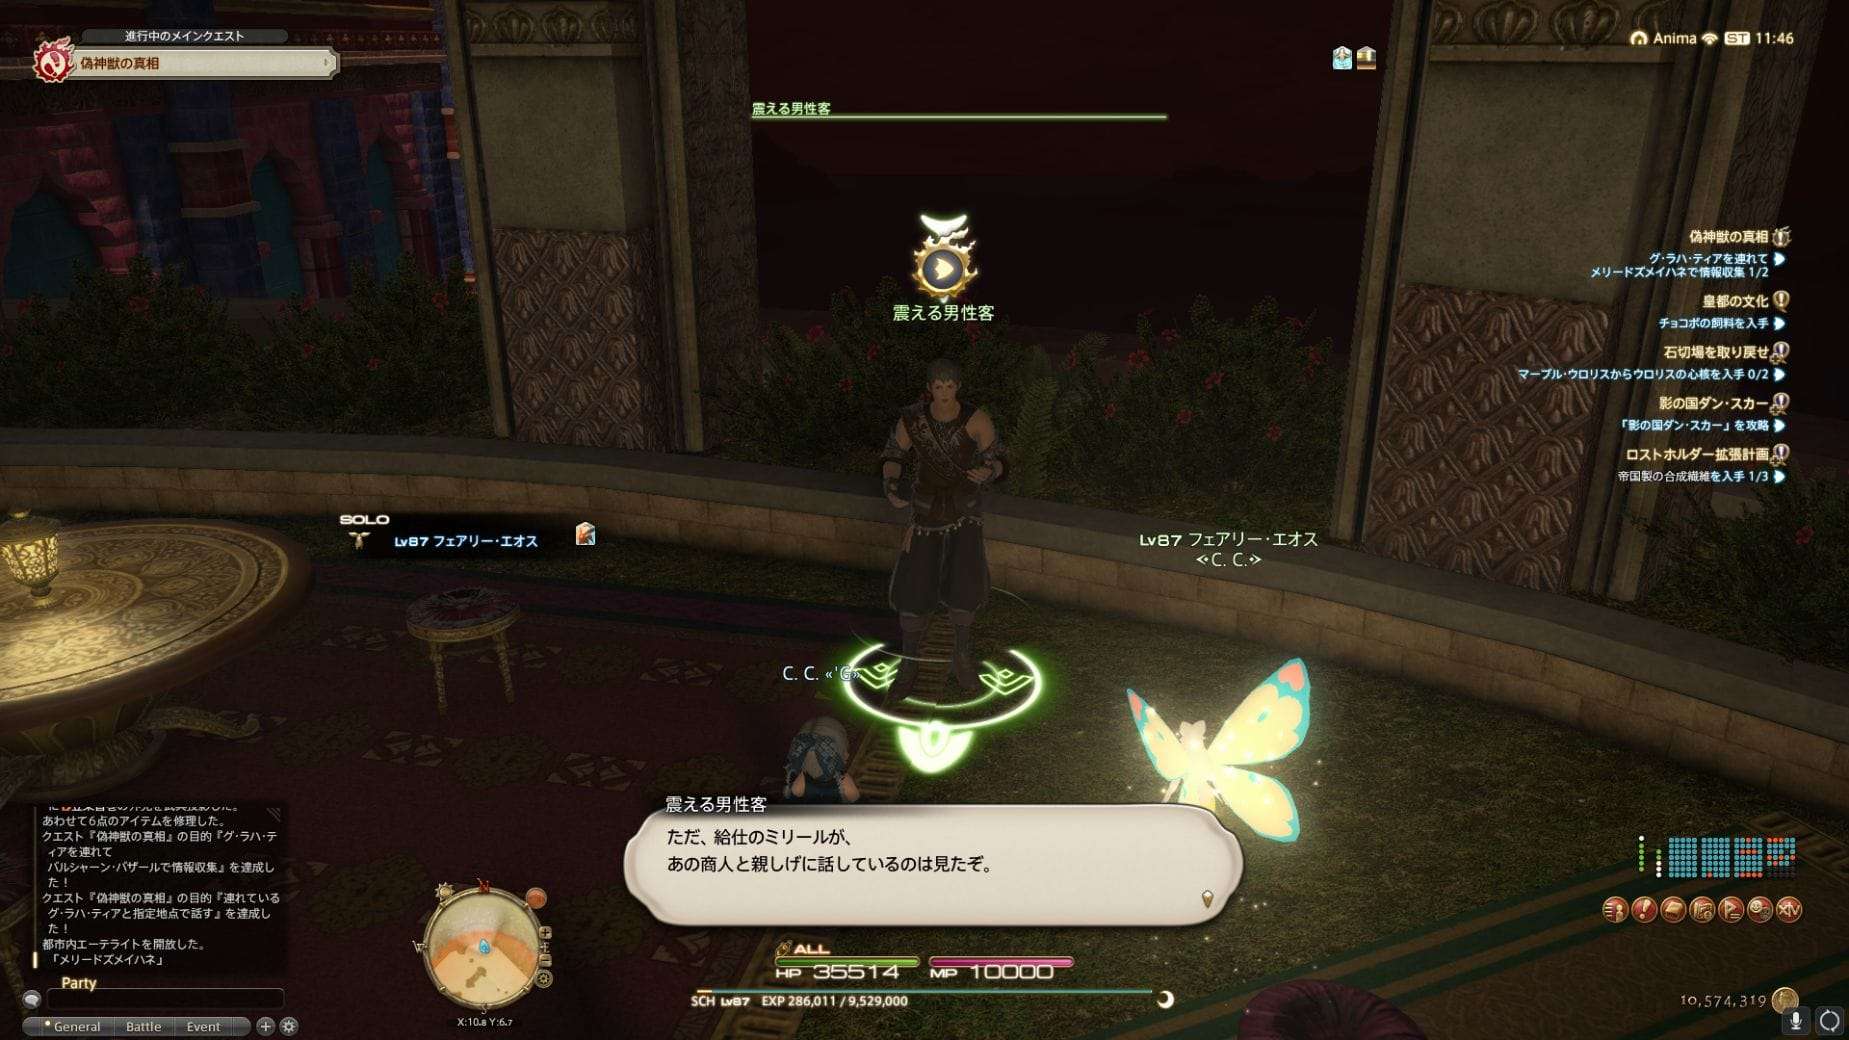 進行中のメインクエスト
偽神獣の真相
Anima ST 11:46
震える男性客
震える男性客
偽神獣の真相
グ・ラハ・ティアを連れて
メリードズメイハネで情報収集 1/2
皇都の文化
チョコボの飼料を入手
石切場を取り戻せ
マーブル・ウロリスからウロリスの心核を入手 0/2
影の国ダン・スカー
「影の国ダン・スカー」を攻略
ロストホルダー拡張計画
帝国製の合成繊維を入手 1/3
SOLO
Lv87 フェアリー・エオス
Lv87 フェアリー・エオス
≪C. C.≫
C. C. «'G»
震える男性客
ただ、給仕のミリールが、
あの商人と親しげに話しているのは見たぞ。
あわせて6点のアイテムを修理した。
クエスト『偽神獣の真相』の目的『グ・ラハ・テ
ィアを連れて
バルシャーン・バザールで情報収集』を達成し
た！
クエスト『偽神獣の真相』の目的『連れている
グ・ラハ・ティアと指定地点で話す』を達成し
た！
都市内エーテライトを開放した。
「メリードズメイハネ」
Party
General Battle Event
N
W
X:10.8 Y:6.7
ALL
HP 35514 MP 10000
SCH Lv87 EXP 286,011 / 9,529,000
XIV
10,574,319